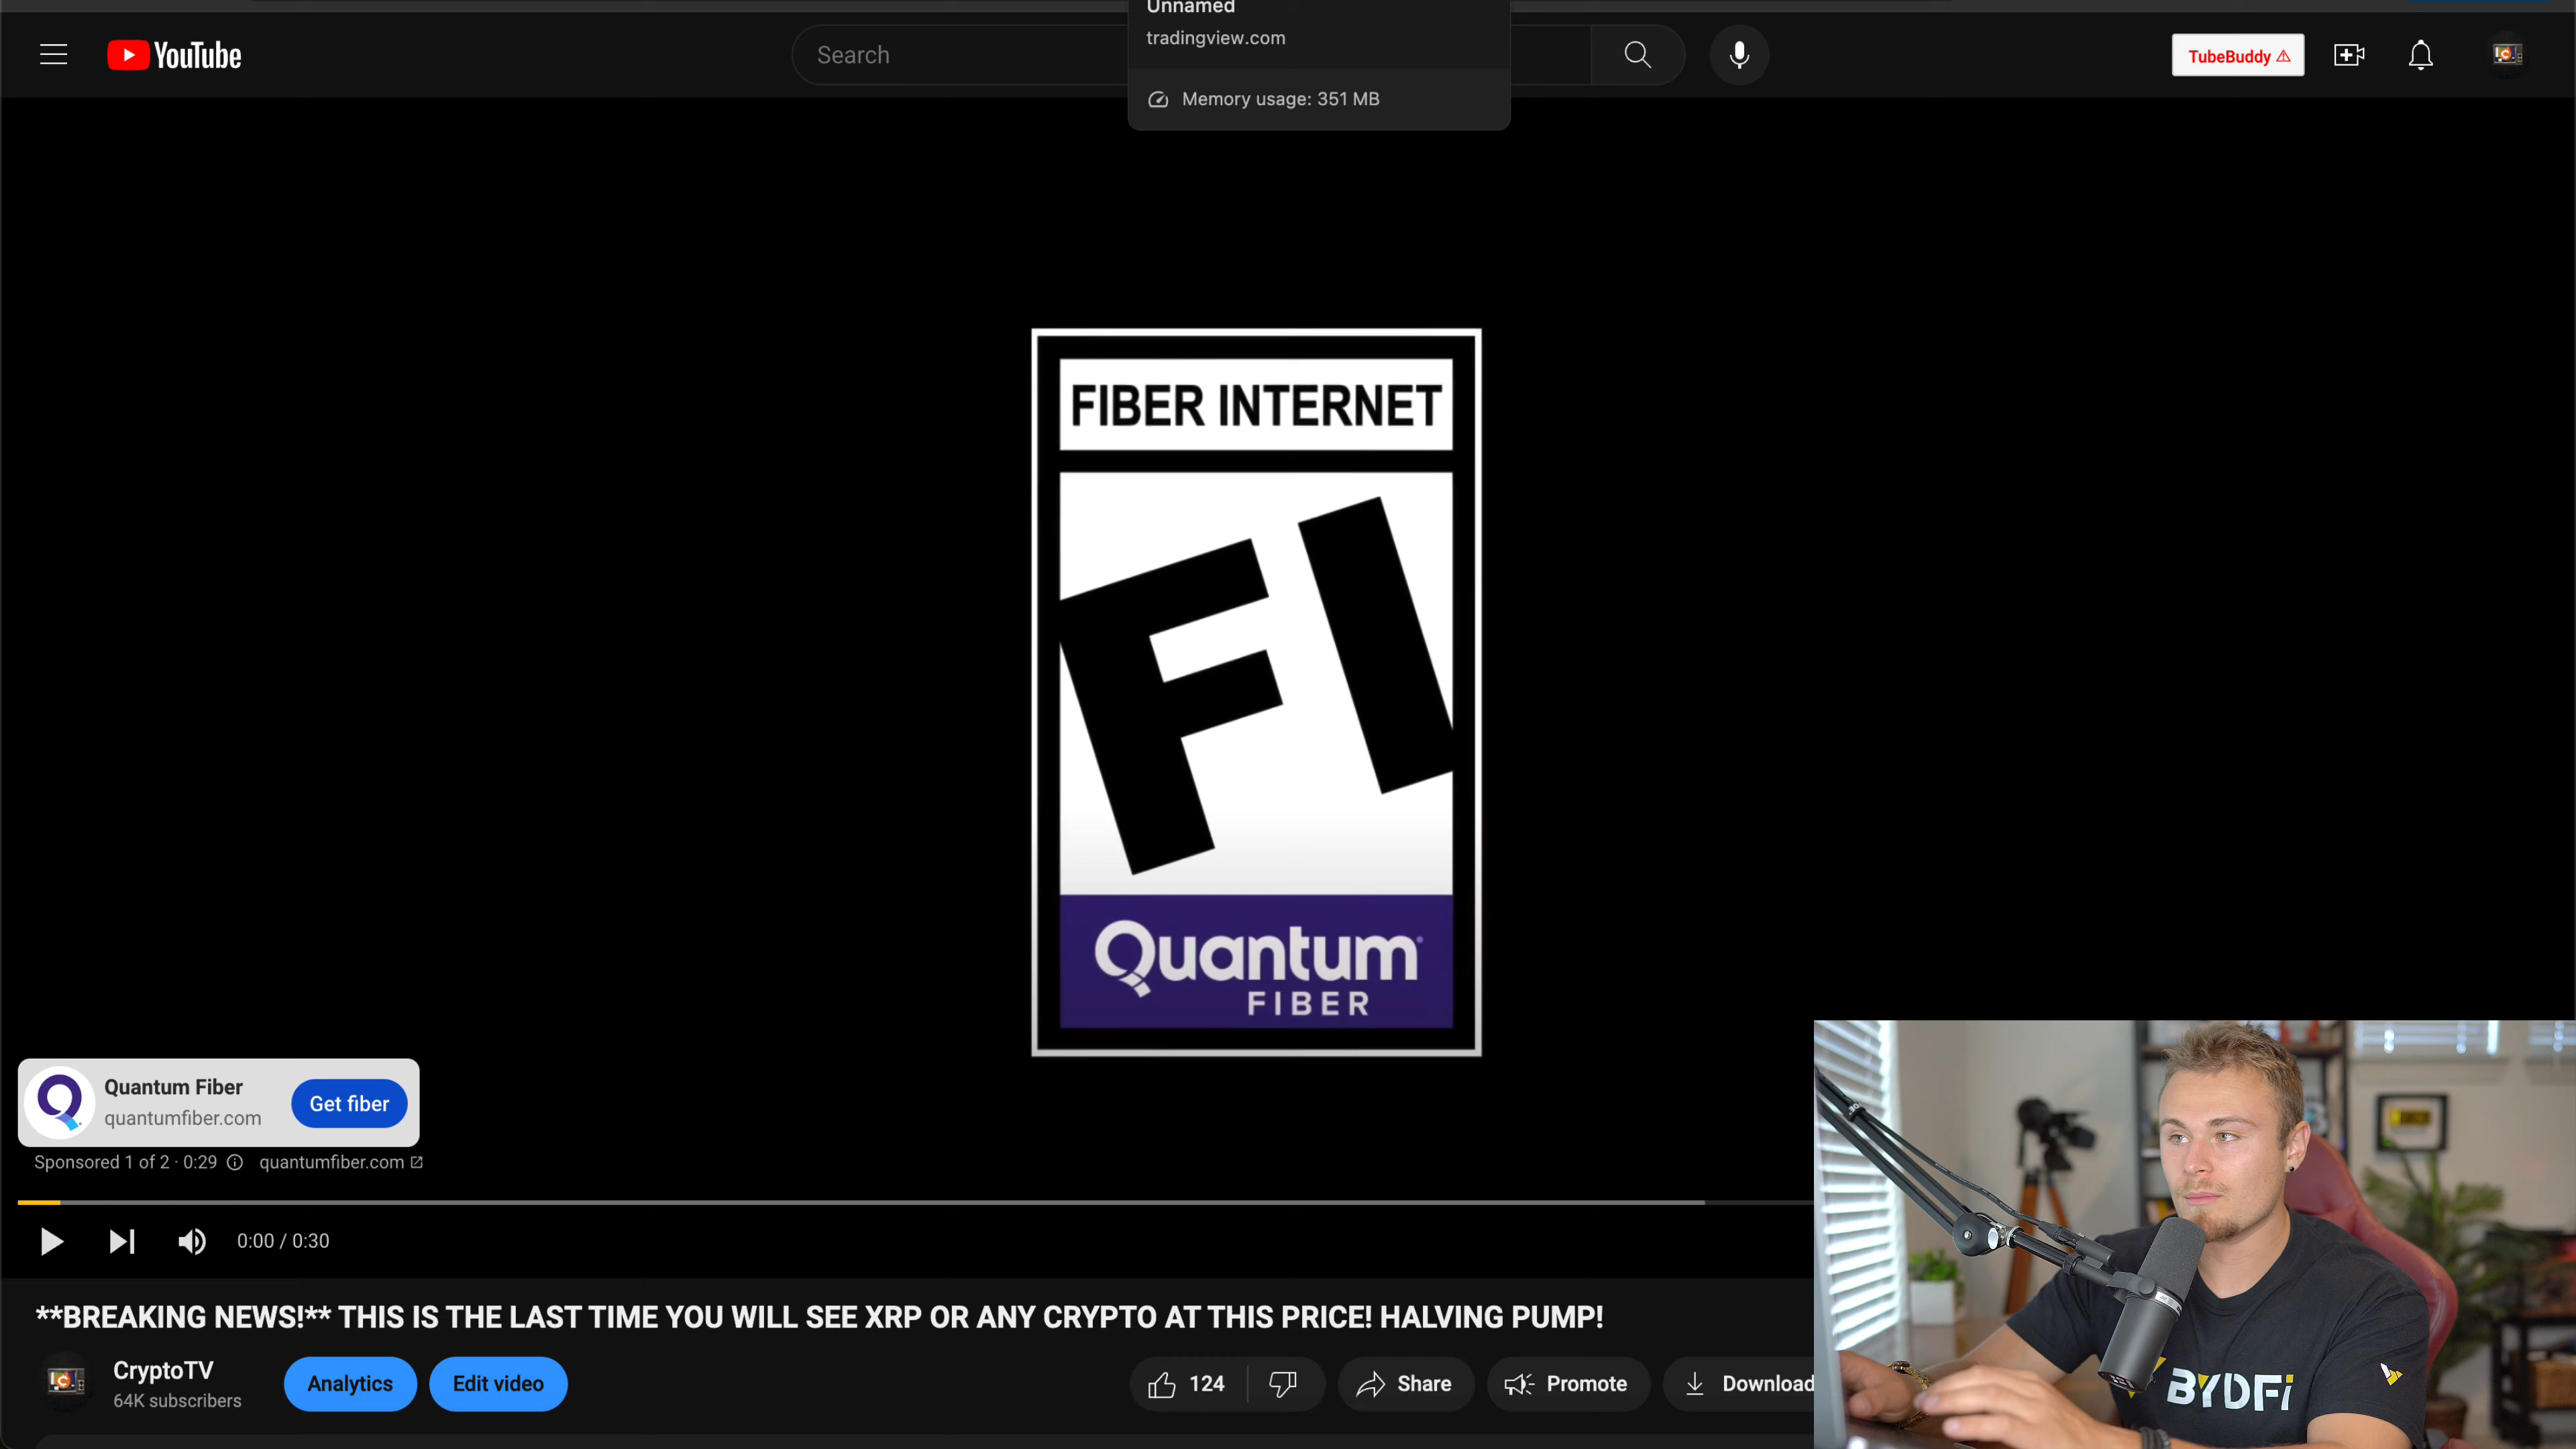 Unnamed
tradingview.com
Memory usage: 351 MB
YouTube
Search
TubeBuddy
FIBER INTERNET
FI
Quantum
FIBER
Quantum Fiber
quantumfiber.com
Get fiber
Sponsored 1 of 2 · 0:29
quantumfiber.com
0:00 / 0:30
**BREAKING NEWS!** THIS IS THE LAST TIME YOU WILL SEE XRP OR ANY CRYPTO AT THIS PRICE! HALVING PUMP!
CryptoTV
64K subscribers
Analytics
Edit video
124
Share
Promote
Download
BYDFi